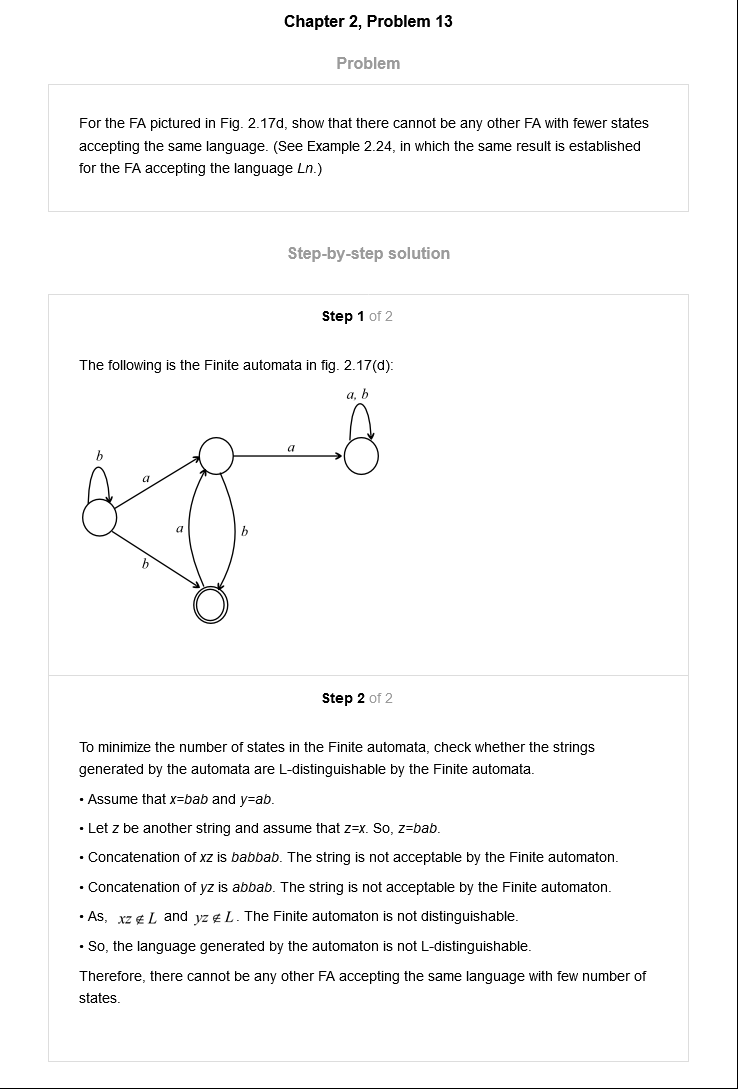 Chapter 2, Problem 13
Problem
For the FA pictured in Fig. 2.17d, show that there cannot be any other FA with fewer states
accepting the same language. (See Example 2.24, in which the same result is established
for the FA accepting the language Ln.)
Step-by-step solution
Step 1 of 2
The following is the Finite automata in fig. 2.17(d):
a, b
b
a
a
a
b
b
Step 2 of 2
To minimize the number of states in the Finite automata, check whether the strings
generated by the automata are L-distinguishable by the Finite automata.
• Assume that x=bab and y=ab.
• Let z be another string and assume that z=x. So, z=bab.
• Concatenation of xz is babbab. The string is not acceptable by the Finite automaton.
• Concatenation of yz is abbab. The string is not acceptable by the Finite automaton.
• As, xz ∉ L and yz ∉ L. The Finite automaton is not distinguishable.
• So, the language generated by the automaton is not L-distinguishable.
Therefore, there cannot be any other FA accepting the same language with few number of
states.